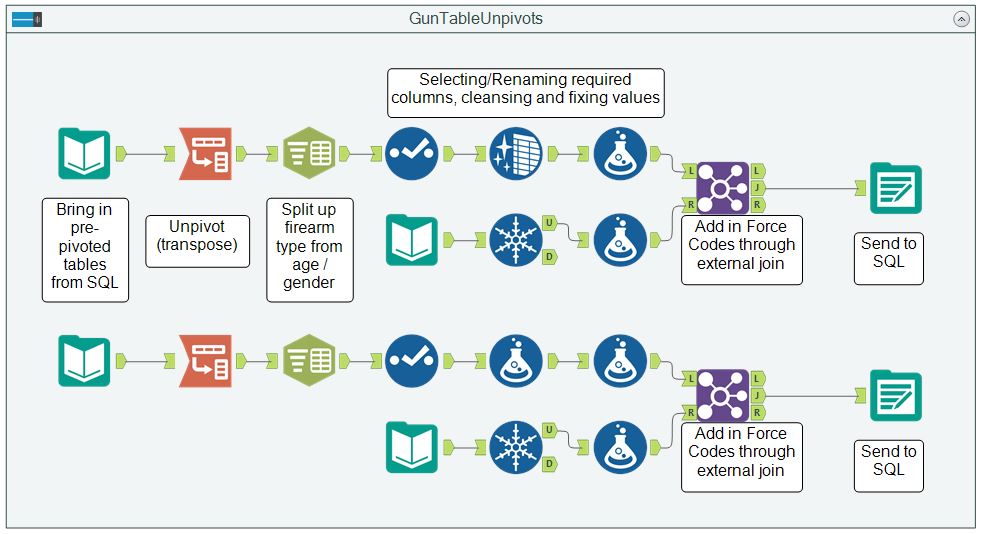 GunTableUnpivots
Selecting/Renaming required
columns, cleansing and fixing values
L
R
L
J
R
Bring in
pre-
pivoted
tables
from SQL
Unpivot
(transpose)
Split up
firearm
type from
age /
gender
U
D
Add in Force
Codes through
external join
Send to
SQL
L
R
L
J
R
U
D
Add in Force
Codes through
external join
Send to
SQL